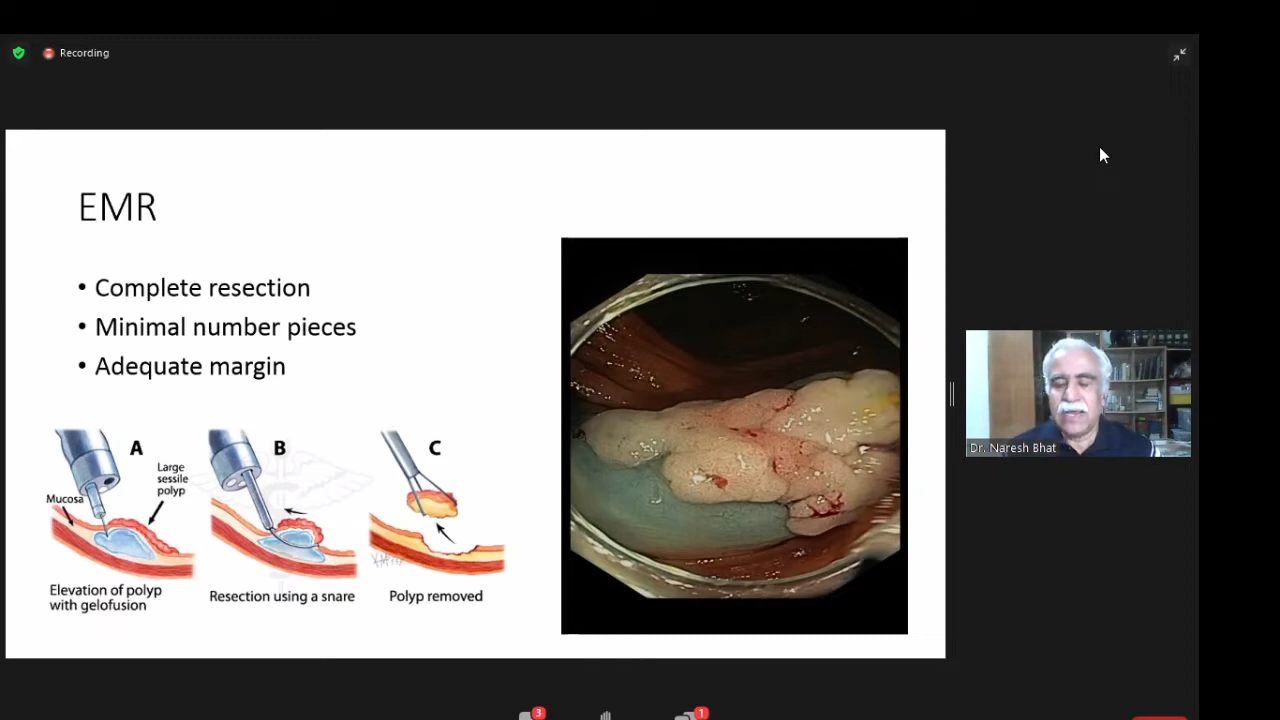 Recording
EMR
• Complete resection
• Minimal number pieces
• Adequate margin
A
B
C
Large
sessile
polyp
Mucosa
Elevation of polyp
with gelofusion
Resection using a snare
Polyp removed
Dr. Naresh Bhat
3
1